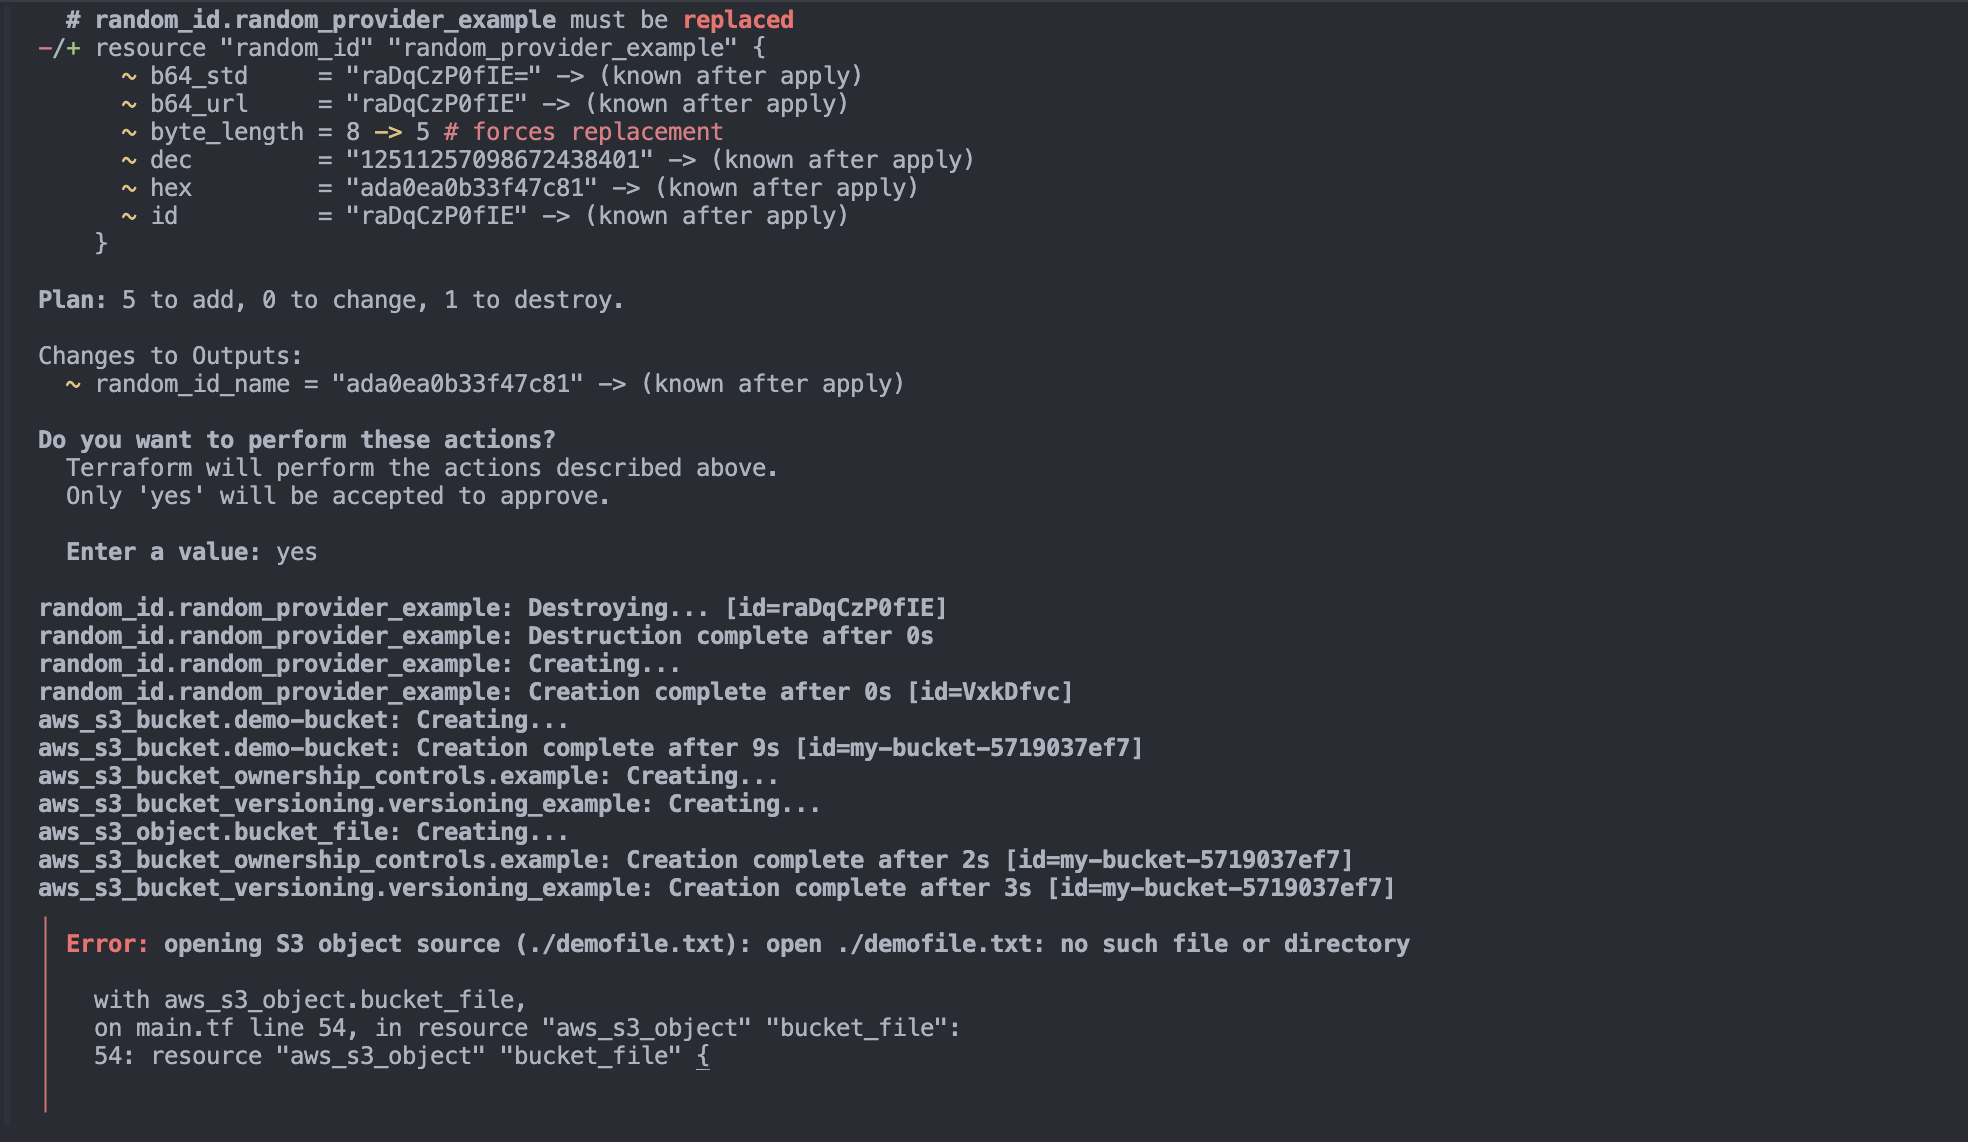 # random_id.random_provider_example must be replaced
-/+ resource "random_id" "random_provider_example" {
~ b64_std     = "raDqCzP0fIE=" -> (known after apply)
~ b64_url     = "raDqCzP0fIE" -> (known after apply)
~ byte_length = 8 -> 5 # forces replacement
~ dec         = "12511257098672438401" -> (known after apply)
~ hex         = "ada0ea0b33f47c81" -> (known after apply)
~ id          = "raDqCzP0fIE" -> (known after apply)
}
Plan: 5 to add, 0 to change, 1 to destroy.
Changes to Outputs:
~ random_id_name = "ada0ea0b33f47c81" -> (known after apply)
Do you want to perform these actions?
Terraform will perform the actions described above.
Only 'yes' will be accepted to approve.
Enter a value: yes
random_id.random_provider_example: Destroying... [id=raDqCzP0fIE]
random_id.random_provider_example: Destruction complete after 0s
random_id.random_provider_example: Creating...
random_id.random_provider_example: Creation complete after 0s [id=VxkDfvc]
aws_s3_bucket.demo-bucket: Creating...
aws_s3_bucket.demo-bucket: Creation complete after 9s [id=my-bucket-5719037ef7]
aws_s3_bucket_ownership_controls.example: Creating...
aws_s3_bucket_versioning.versioning_example: Creating...
aws_s3_object.bucket_file: Creating...
aws_s3_bucket_ownership_controls.example: Creation complete after 2s [id=my-bucket-5719037ef7]
aws_s3_bucket_versioning.versioning_example: Creation complete after 3s [id=my-bucket-5719037ef7]
Error: opening S3 object source (./demofile.txt): open ./demofile.txt: no such file or directory
with aws_s3_object.bucket_file,
on main.tf line 54, in resource "aws_s3_object" "bucket_file":
54: resource "aws_s3_object" "bucket_file" {